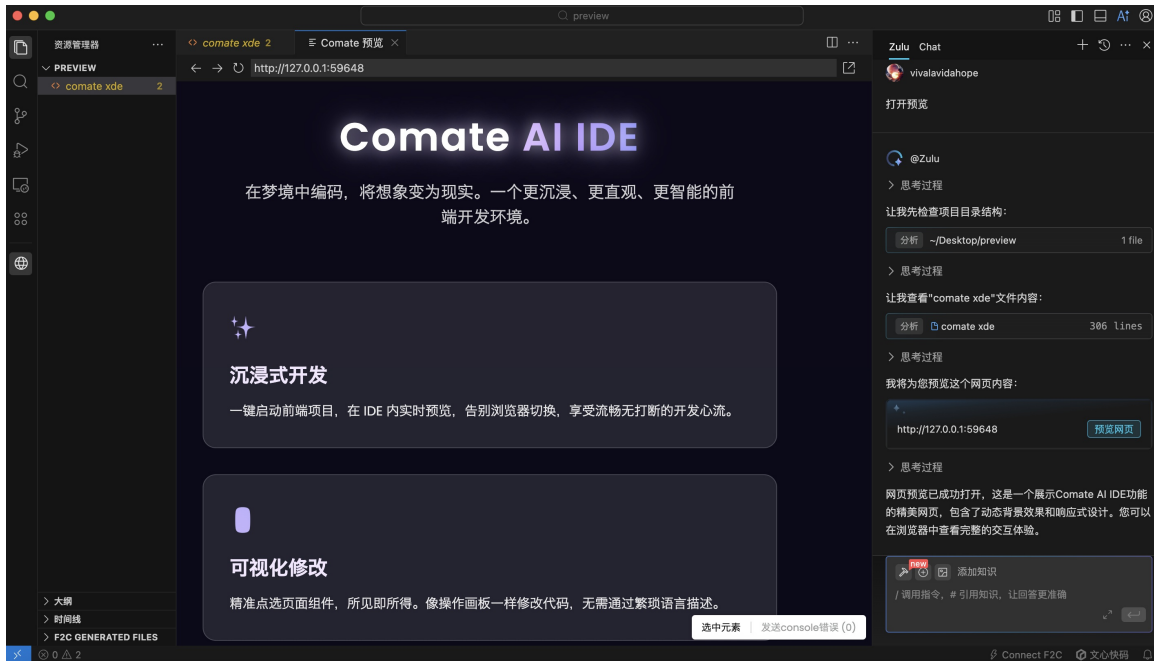 preview
资源管理器
PREVIEW
comate xde 2
大纲
时间线
F2C GENERATED FILES
comate xde 2
Comate 预览
http://127.0.0.1:59648
Comate AI IDE
在梦境中编码，将想象变为现实。一个更沉浸、更直观、更智能的前
端开发环境。
沉浸式开发
一键启动前端项目，在 IDE 内实时预览，告别浏览器切换，享受流畅无打断的开发心流。
可视化修改
精准点选页面组件，所见即所得。像操作画板一样修改代码，无需通过繁琐语言描述。
选中元素 发送console错误 (0)
Zulu Chat
vivalavidahope
打开预览
@Zulu
思考过程
让我先检查项目目录结构：
分析 ~/Desktop/preview 1 file
思考过程
让我查看"comate xde"文件内容：
分析 comate xde 306 lines
思考过程
我将为您预览这个网页内容：
http://127.0.0.1:59648 预览网页
思考过程
网页预览已成功打开，这是一个展示Comate AI IDE功能
的精美网页，包含了动态背景效果和响应式设计。您可以
在浏览器中查看完整的交互体验。
new
添加知识
/ 调用指令，# 引用知识，让回答更准确
0 2
Connect F2C 文心快码